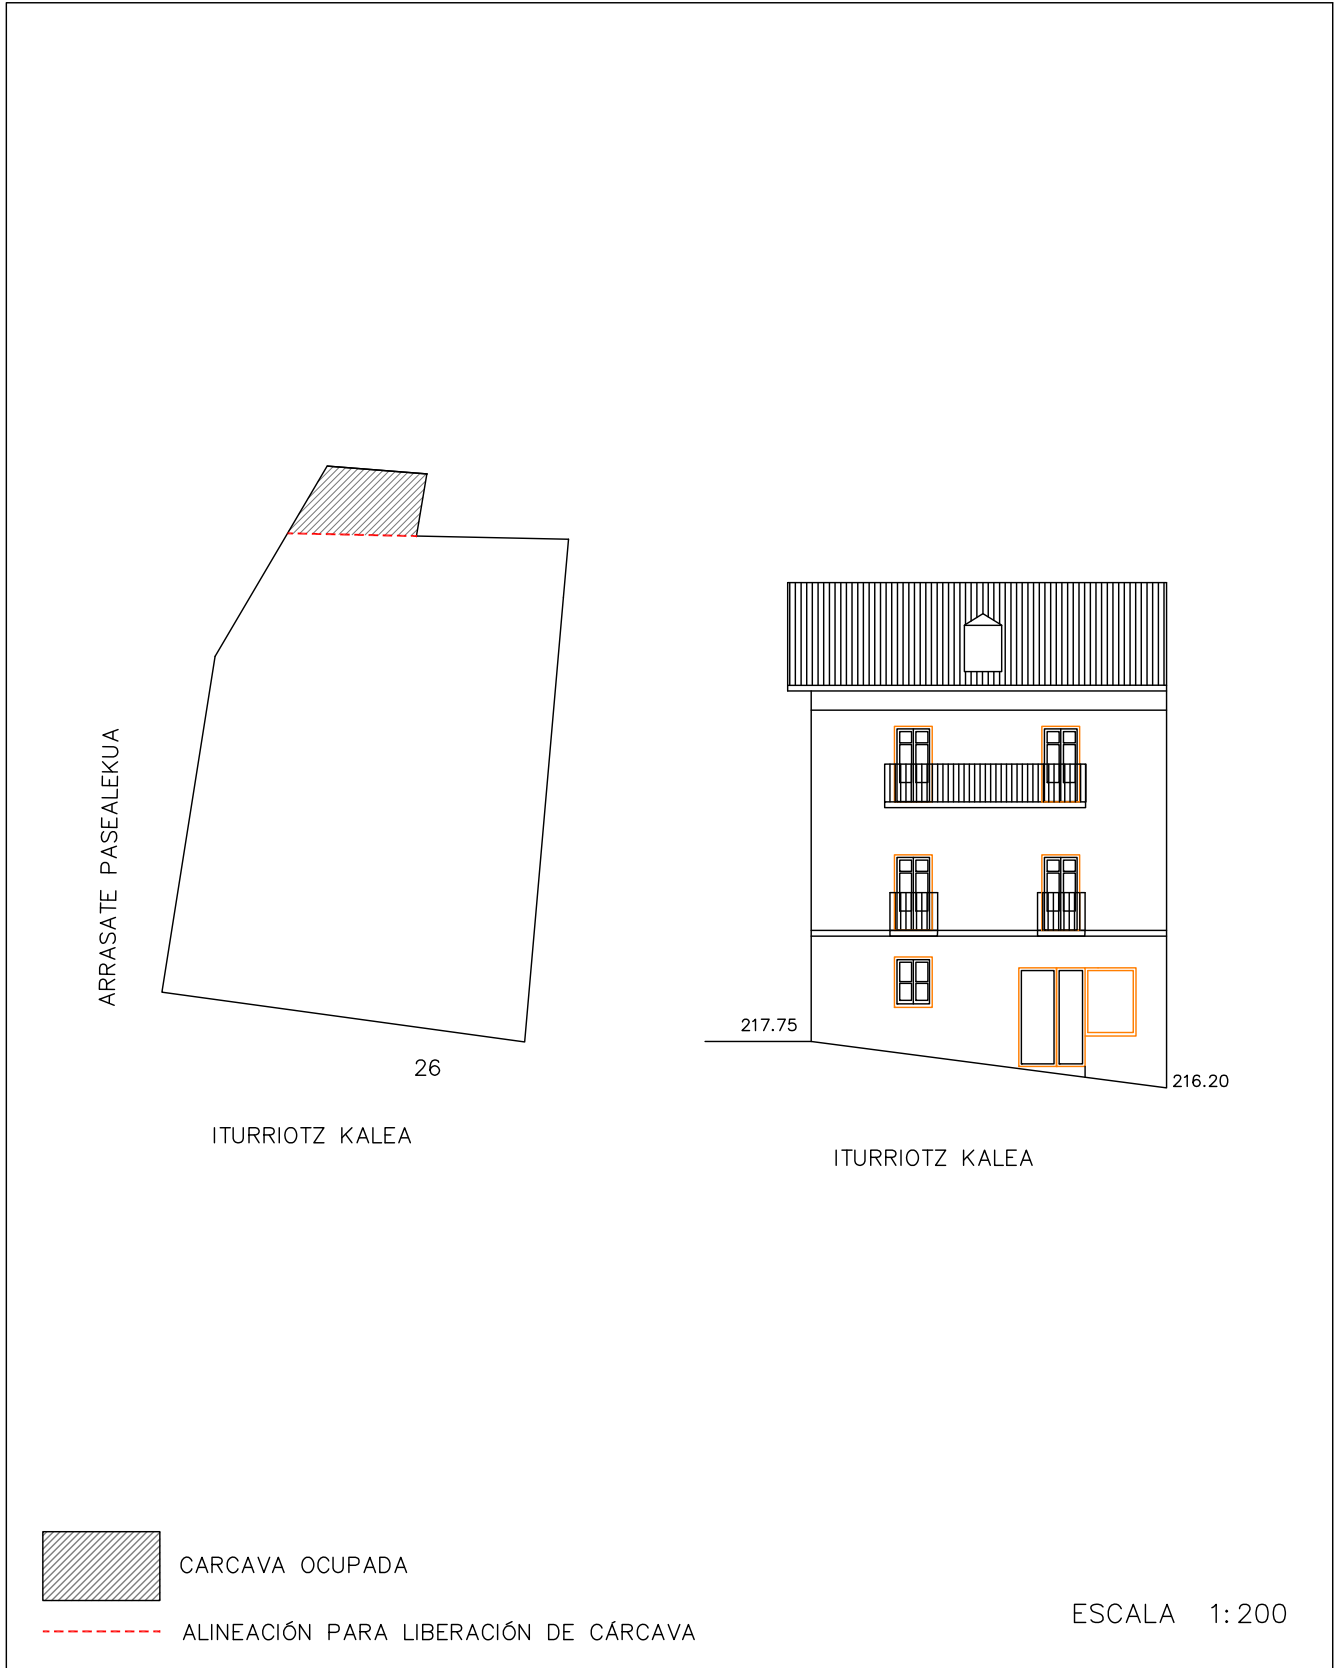 ARRASATE PASEALEKUA
26
ITURRIOTZ KALEA
217.75
216.20
ITURRIOTZ KALEA
CARCAVA OCUPADA
ALINEACIÓN PARA LIBERACIÓN DE CÁRCAVA
ESCALA 1:200